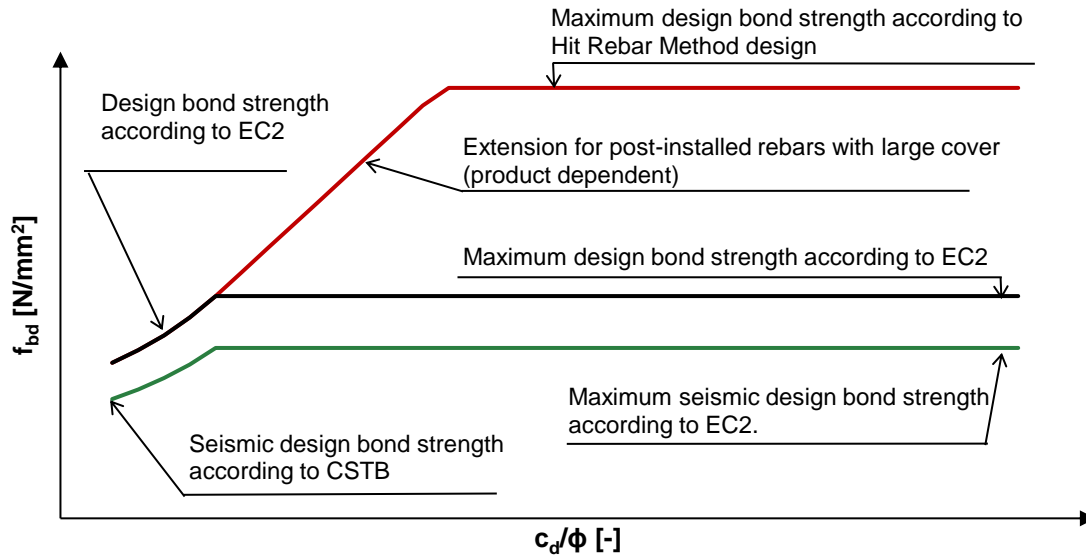 Maximum design bond strength according to
Hit Rebar Method design
Design bond strength
according to EC2
Extension for post-installed rebars with large cover
(product dependent)
Maximum design bond strength according to EC2
f_bd [N/mm²]
Maximum seismic design bond strength
according to EC2.
Seismic design bond strength
according to CSTB
c_d/ϕ [-]